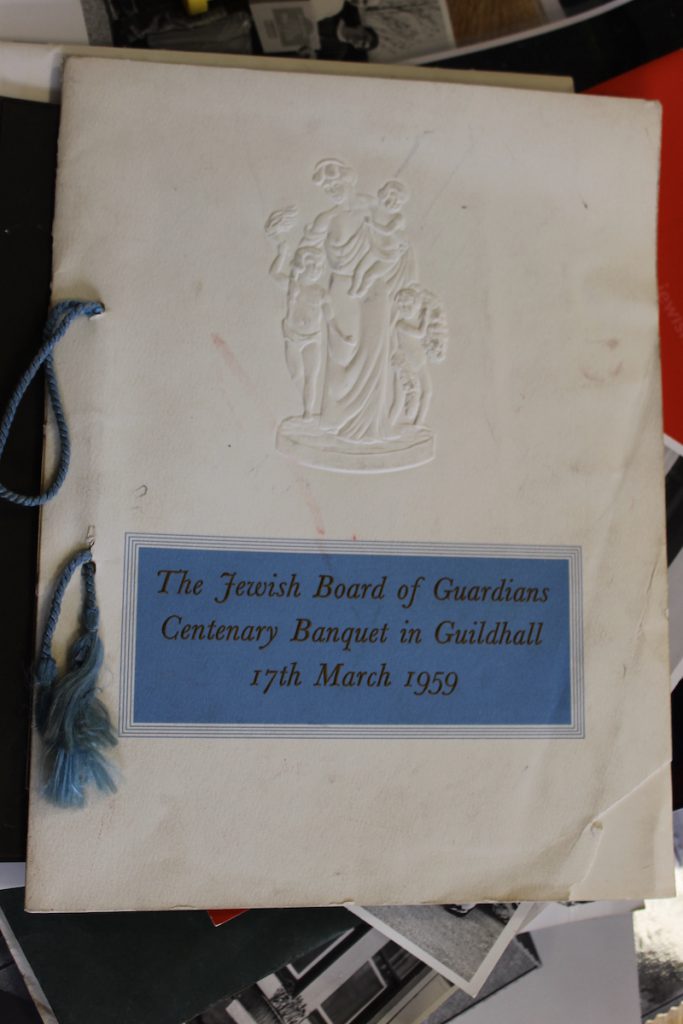 The Jewish Board of Guardians
Centenary Banquet in Guildhall
17th March 1959